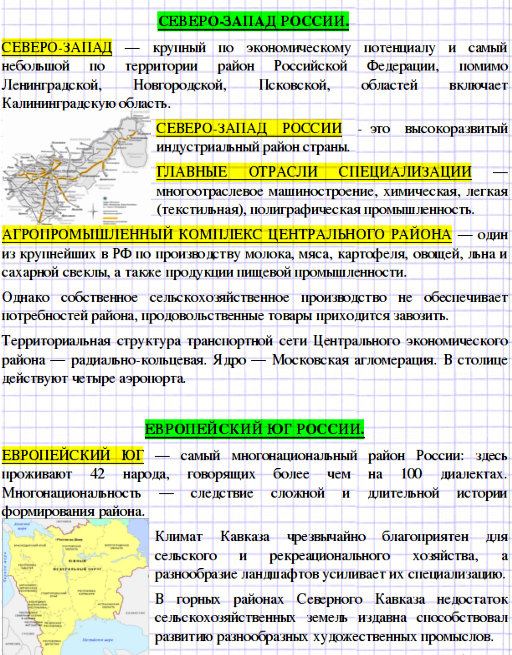 СЕВЕРО-ЗАПАД РОССИИ.
СЕВЕРО-ЗАПАД — крупный по экономическому потенциалу и самый
небольшой по территории район Российской Федерации, помимо
Ленинградской, Новгородской, Псковской, областей включает
Калининградскую область.
СЕВЕРО-ЗАПАД РОССИИ - это высокоразвитый
индустриальный район страны.
ГЛАВНЫЕ ОТРАСЛИ СПЕЦИАЛИЗАЦИИ —
многоотраслевое машиностроение, химическая, легкая
(текстильная), полиграфическая промышленность.
АГРОПРОМЫШЛЕННЫЙ КОМПЛЕКС ЦЕНТРАЛЬНОГО РАЙОНА — один
из крупнейших в РФ по производству молока, мяса, картофеля, овощей, льна и
сахарной свеклы, а также продукции пищевой промышленности.
Однако собственное сельскохозяйственное производство не обеспечивает
потребностей района, продовольственные товары приходится завозить.
Территориальная структура транспортной сети Центрального экономического
района — радиально-кольцевая. Ядро — Московская агломерация. В столице
действуют четыре аэропорта.
ЕВРОПЕЙСКИЙ ЮГ РОССИИ.
ЕВРОПЕЙСКИЙ ЮГ — самый многонациональный район России: здесь
проживают 42 народа, говорящих более чем на 100 диалектах.
Многонациональность — следствие сложной и длительной истории
формирования района.
Климат Кавказа чрезвычайно благоприятен для
сельского и рекреационного хозяйства, а
разнообразие ландшафтов усиливает их специализацию.
В горных районах Северного Кавказа недостаток
сельскохозяйственных земель издавна способствовал
развитию разнообразных художественных промыслов.